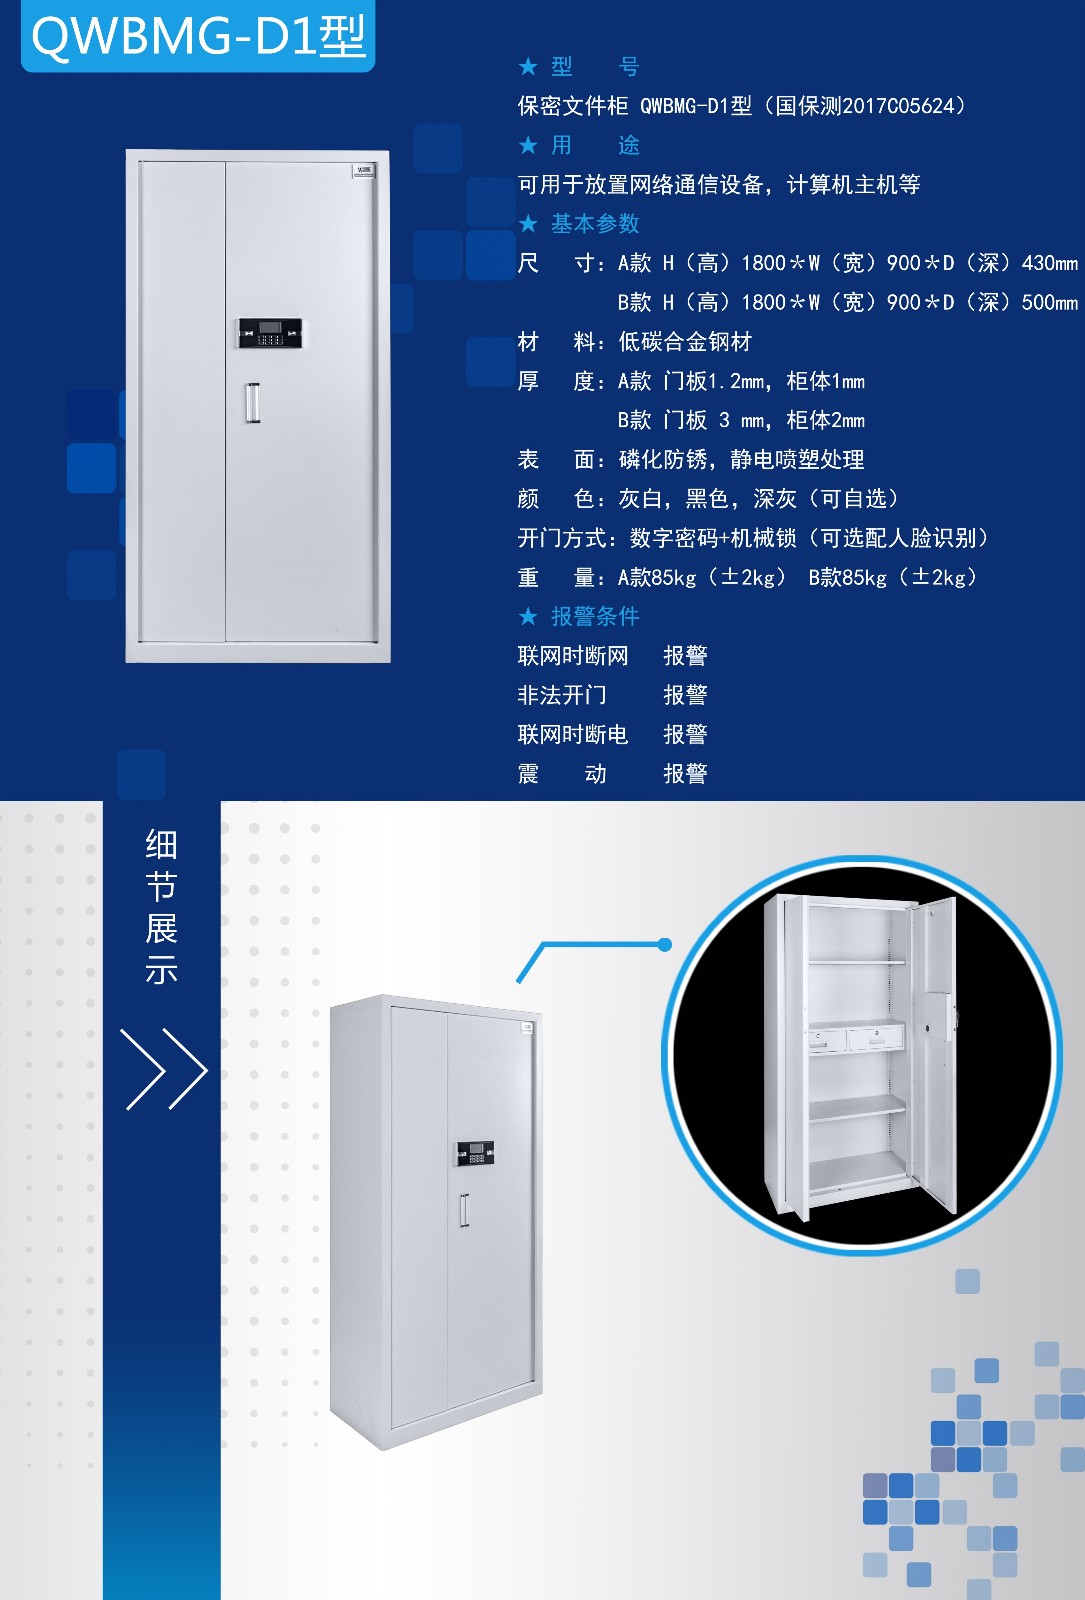 QWBMG-D1型
★ 型 号
保密文件柜 QWBMG-D1型（国保测2017C05624）
★ 用 途
可用于放置网络通信设备，计算机主机等
★ 基本参数
尺 寸：A款 H（高）1800＊W（宽）900＊D（深）430mm
B款 H（高）1800＊W（宽）900＊D（深）500mm
材 料：低碳合金钢材
厚 度：A款 门板1.2mm，柜体1mm
B款 门板 3 mm，柜体2mm
表 面：磷化防锈，静电喷塑处理
颜 色：灰白，黑色，深灰（可自选）
开门方式：数字密码+机械锁（可选配人脸识别）
重 量：A款85kg（±2kg） B款85kg（±2kg）
★ 报警条件
联网时断网 报警
非法开门 报警
联网时断电 报警
震 动 报警
细节展示